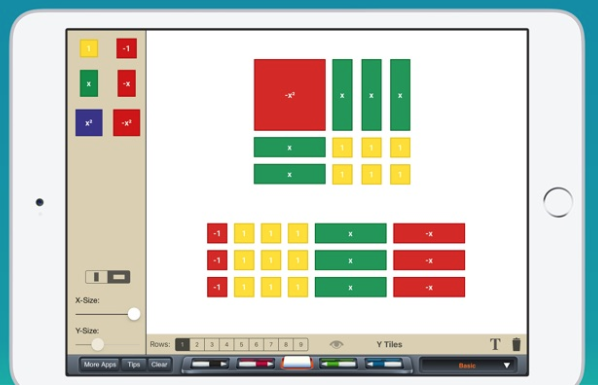 1 -1
x -x
x² -x²
-x² x x x
x 1 1 1
x 1 1 1
-1 1 1 1 x -x
-1 1 1 1 x -x
-1 1 1 1 x -x
X-Size:
Y-Size:
Rows: 1 2 3 4 5 6 7 8 9 Y Tiles T
More Apps Tips Clear Basic